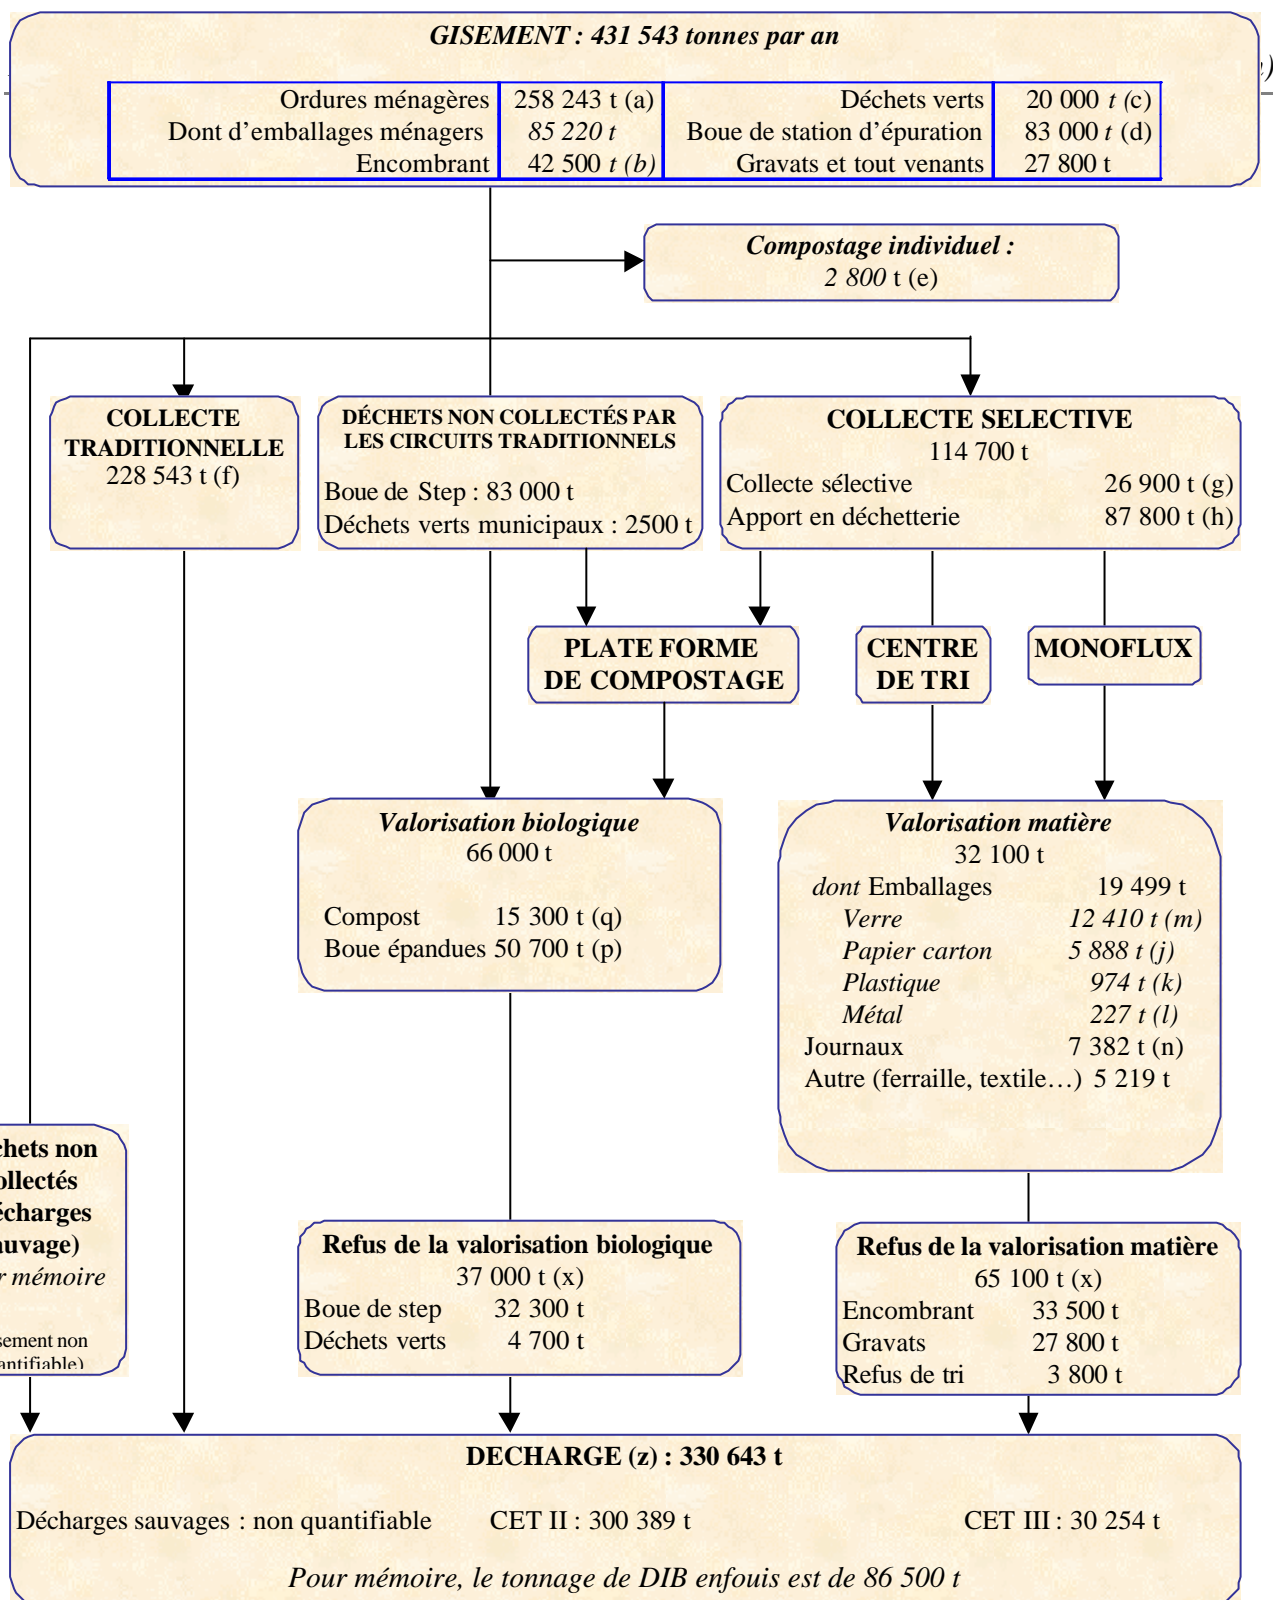 GISEMENT : 431 543 tonnes par an
Ordures ménagères 258 243 t (a) Déchets verts 20 000 t (c)
Dont d'emballages ménagers 85 220 t Boue de station d'épuration 83 000 t (d)
Encombrant 42 500 t (b) Gravats et tout venants 27 800 t
Compostage individuel :
2 800 t (e)
COLLECTE
TRADITIONNELLE
228 543 t (f)
DÉCHETS NON COLLECTÉS PAR
LES CIRCUITS TRADITIONNELS
Boue de Step : 83 000 t
Déchets verts municipaux : 2500 t
COLLECTE SELECTIVE
114 700 t
Collecte sélective 26 900 t (g)
Apport en déchetterie 87 800 t (h)
PLATE FORME
DE COMPOSTAGE
CENTRE
DE TRI
MONOFLUX
Valorisation biologique
66 000 t
Compost 15 300 t (q)
Boue épandues 50 700 t (p)
Valorisation matière
32 100 t
dont Emballages 19 499 t
Verre 12 410 t (m)
Papier carton 5 888 t (j)
Plastique 974 t (k)
Métal 227 t (l)
Journaux 7 382 t (n)
Autre (ferraille, textile…) 5 219 t
chets non
ollectés
écharges
auvage)
r mémoire
sement non
antifiable)
Refus de la valorisation biologique
37 000 t (x)
Boue de step 32 300 t
Déchets verts 4 700 t
Refus de la valorisation matière
65 100 t (x)
Encombrant 33 500 t
Gravats 27 800 t
Refus de tri 3 800 t
DECHARGE (z) : 330 643 t
Décharges sauvages : non quantifiable CET II : 300 389 t CET III : 30 254 t
Pour mémoire, le tonnage de DIB enfouis est de 86 500 t